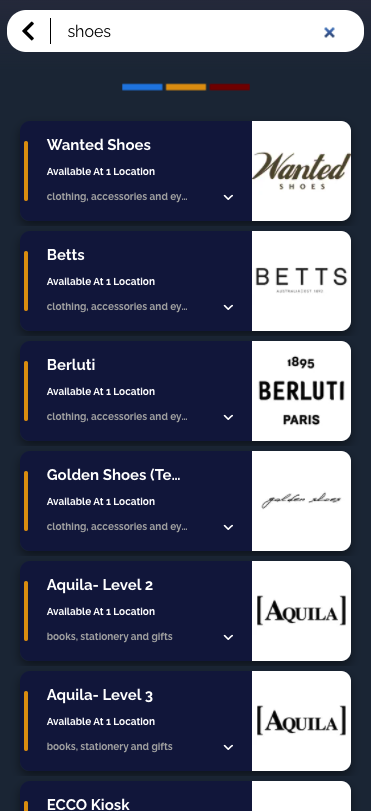 shoes
Wanted Shoes
Available At 1 Location
clothing, accessories and ey...
Wanted
SHOES
Betts
Available At 1 Location
clothing, accessories and ey...
BETTS
Berluti
Available At 1 Location
clothing, accessories and ey...
1895
BERLUTI
PARIS
Golden Shoes (Te...
Available At 1 Location
clothing, accessories and ey...
golden shoes
Aquila- Level 2
Available At 1 Location
books, stationery and gifts
[AQUILA]
Aquila- Level 3
Available At 1 Location
books, stationery and gifts
[AQUILA]
ECCO Kiosk